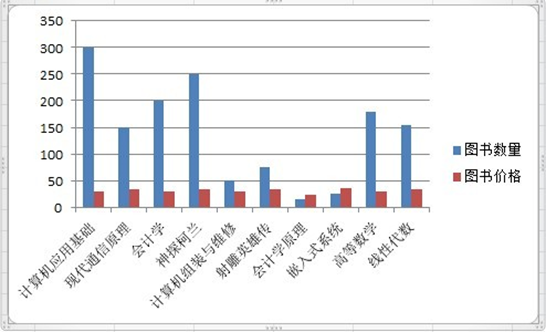 350
300
250
200
150
100
50
0
计算机应用基础
现代通信原理
会计学
神探柯兰
计算机组装与维修
射雕英雄传
会计学原理
嵌入式系统
高等数学
线性代数
图书数量
图书价格